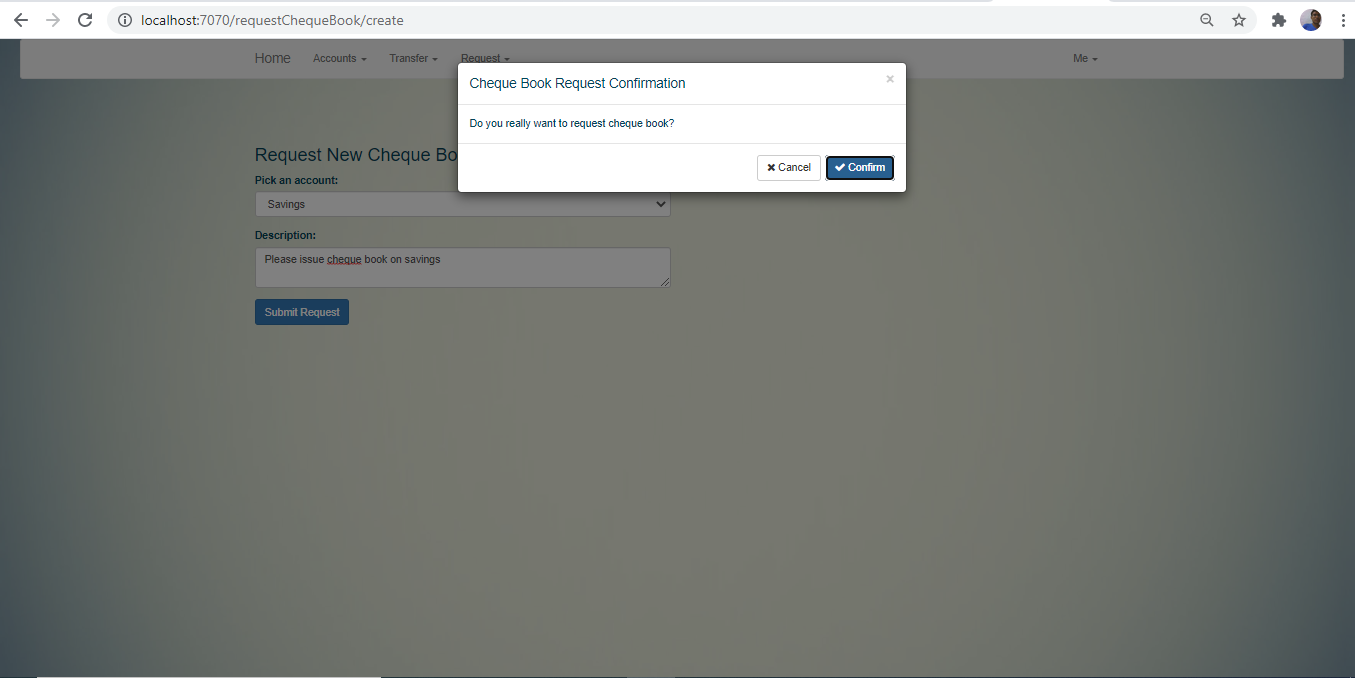 localhost:7070/requestChequeBook/create
Home Accounts Transfer Request Me
Cheque Book Request Confirmation ×
Do you really want to request cheque book?
Cancel Confirm
Request New Cheque Bo
Pick an account:
Savings
Description:
Please issue cheque book on savings
Submit Request